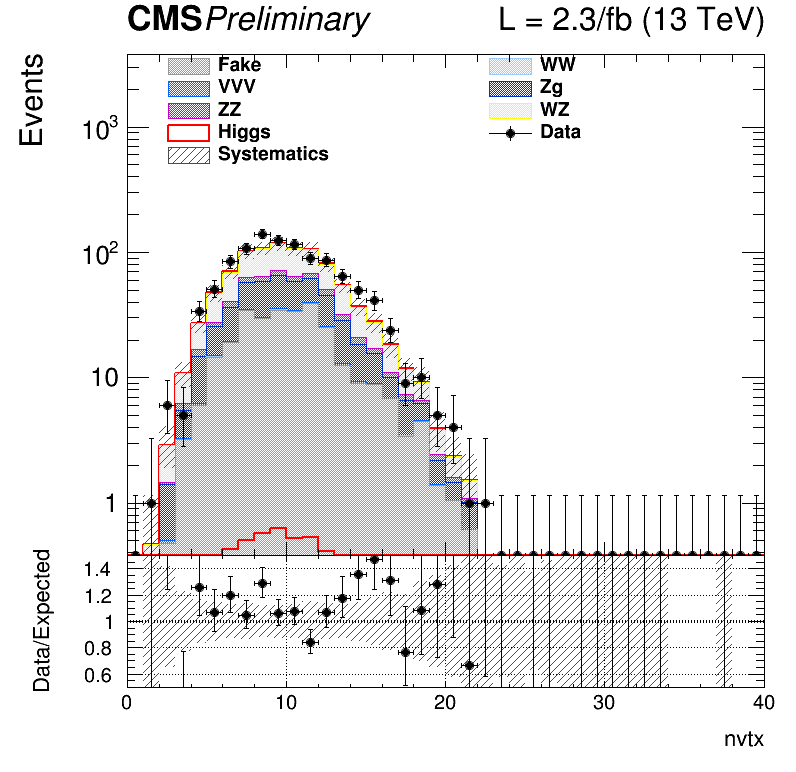 CMS Preliminary L = 2.3/fb (13 TeV)
Events
Fake WW
VVV Zg
ZZ WZ
Higgs Data
Systematics
10³
10²
10
1
Data/Expected
1.4
1.2
1
0.8
0.6
0 10 20 30 40
nvtx